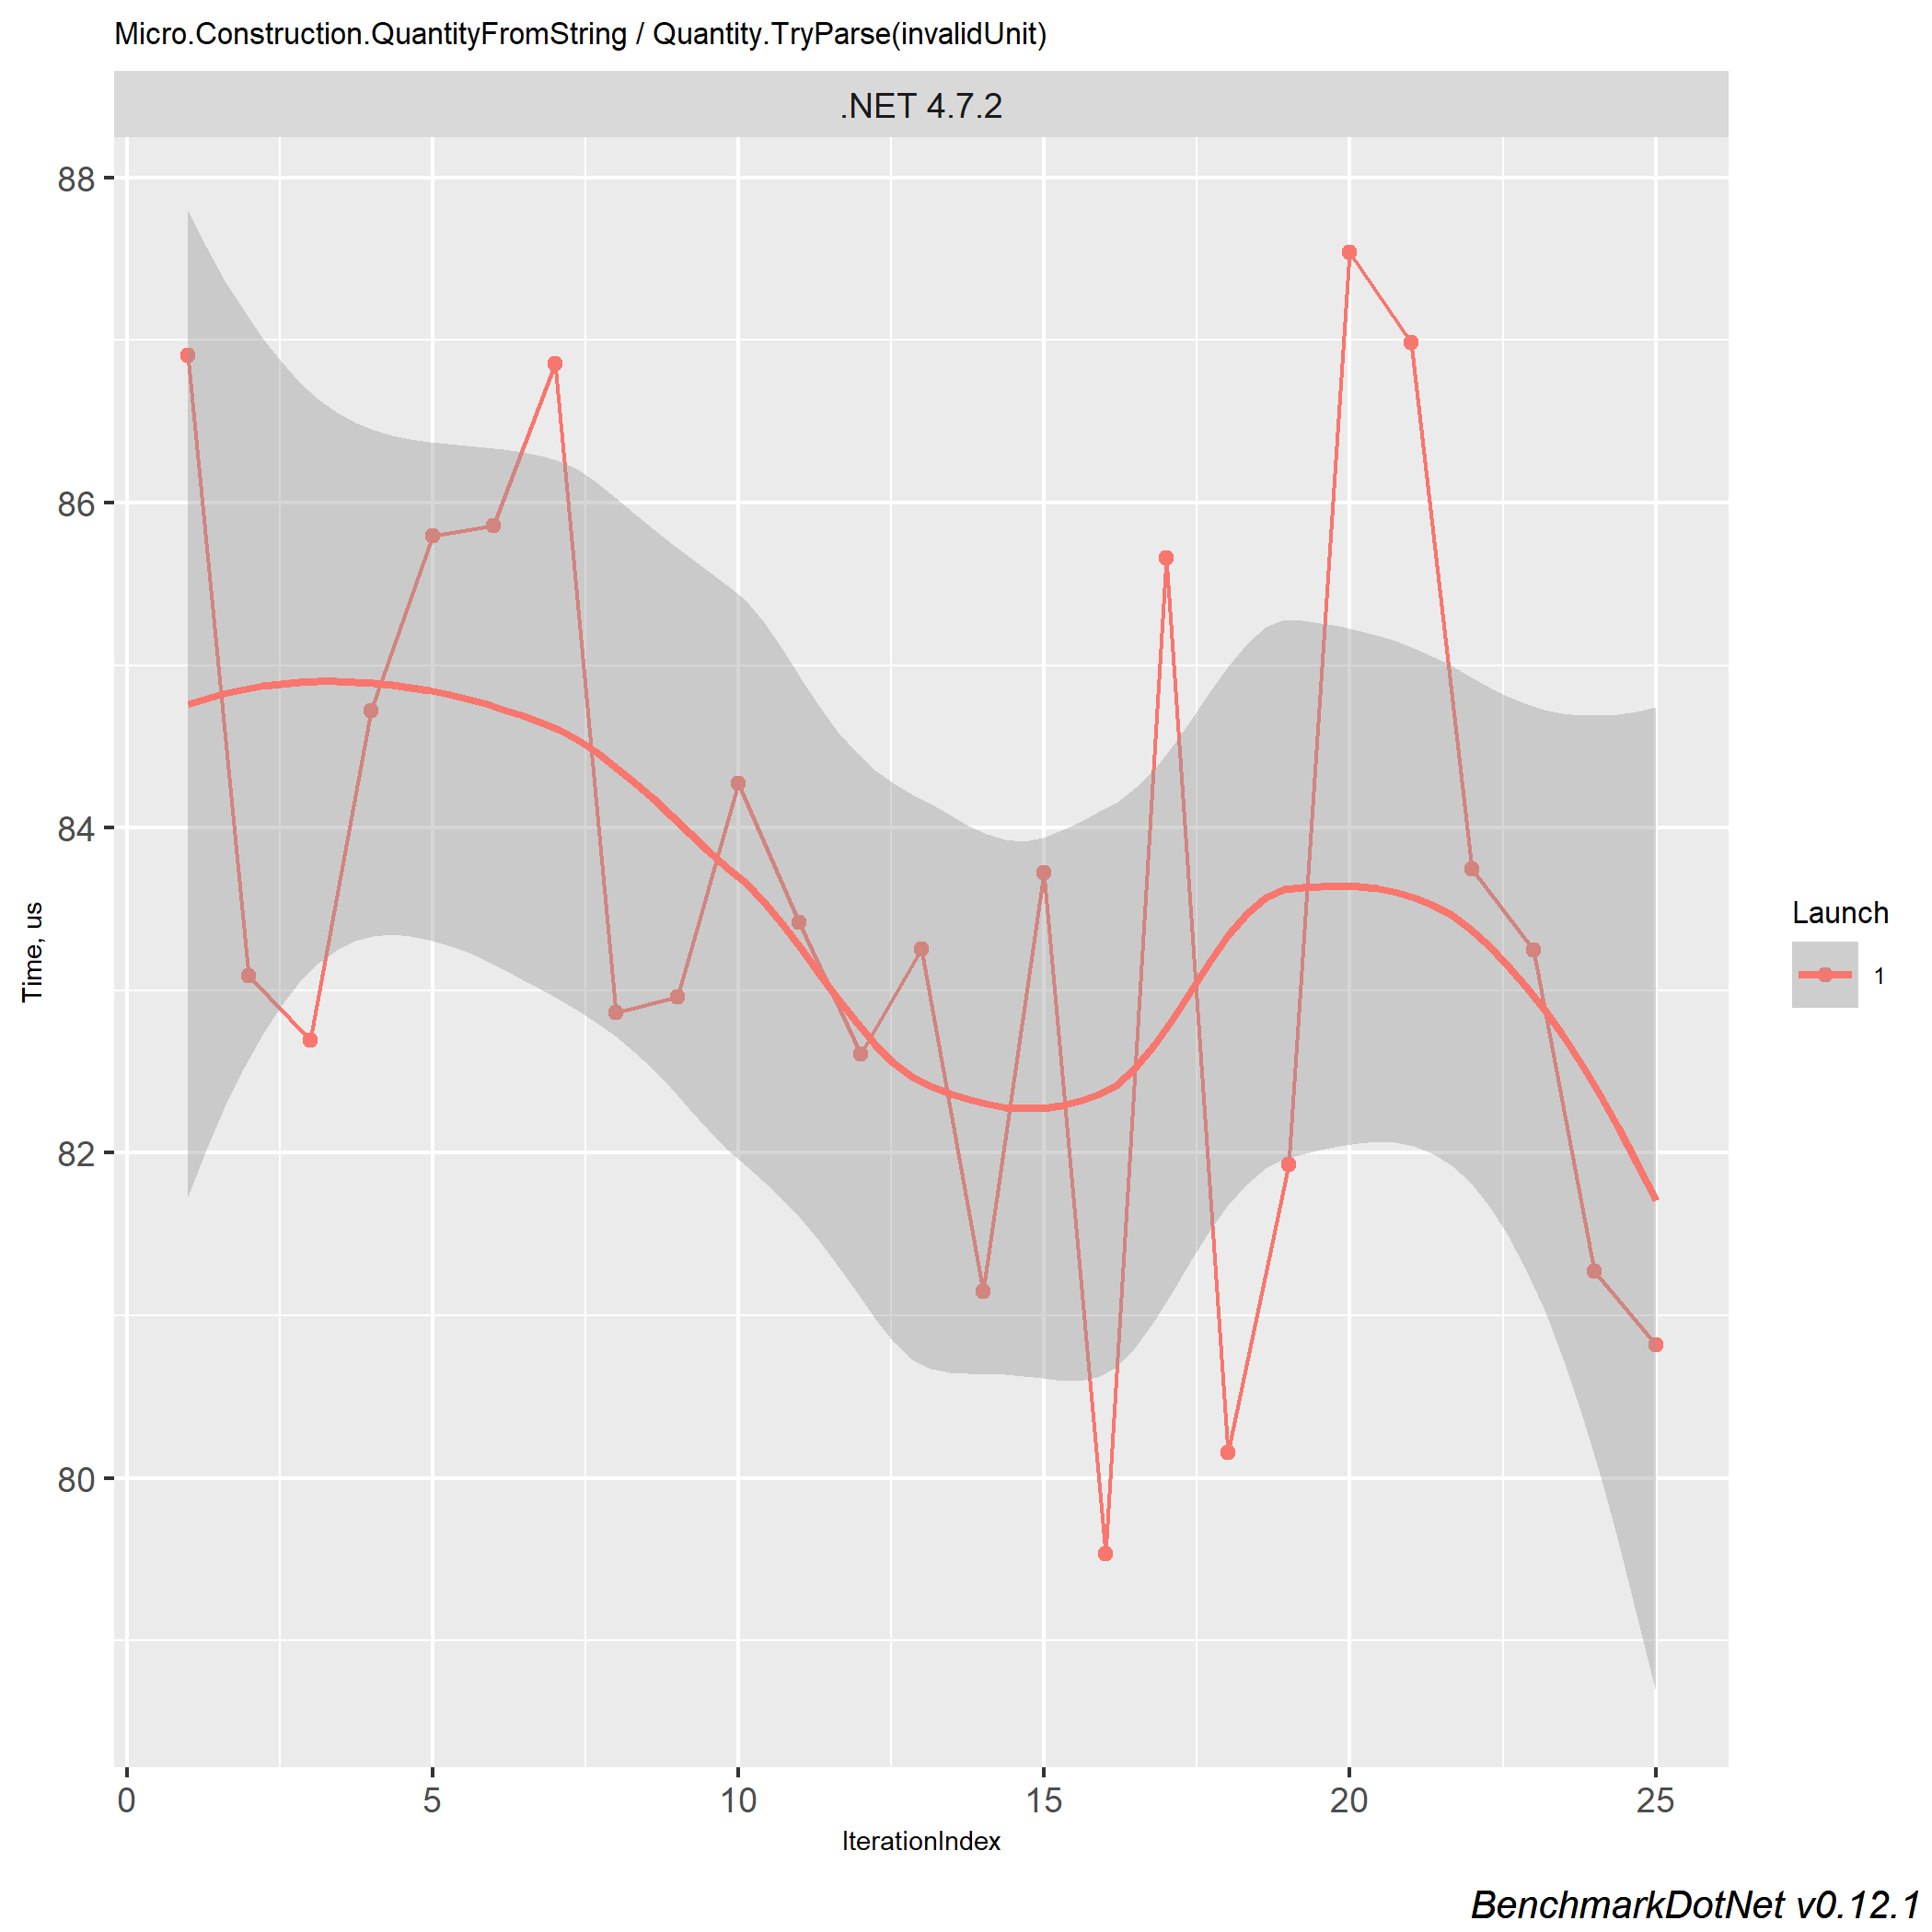 Micro.Construction.QuantityFromString / Quantity.TryParse(invalidUnit)
.NET 4.7.2
88
86
84
82
80
Time, us
0 5 10 15 20 25
IterationIndex
Launch
1
BenchmarkDotNet v0.12.1